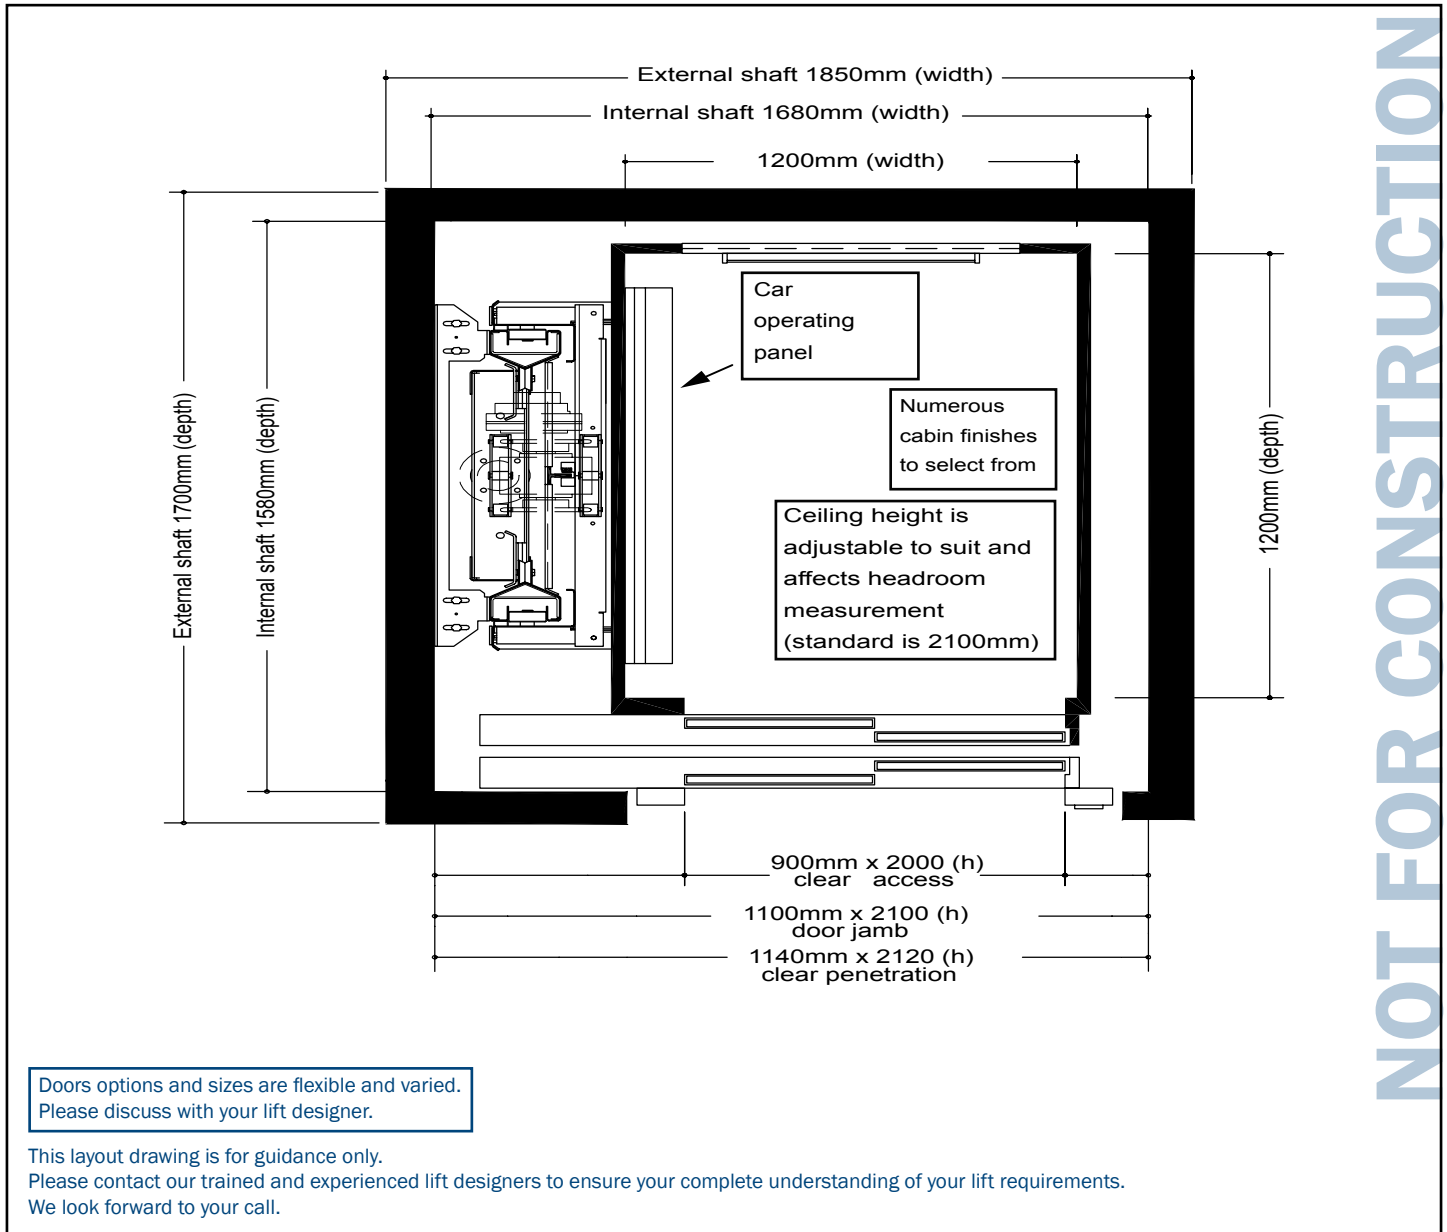 External shaft 1850mm (width)
Internal shaft 1680mm (width)
1200mm (width)
External shaft 1700mm (depth)
Internal shaft 1580mm (depth)
Car
operating
panel
Numerous
cabin finishes
to select from
Ceiling height is
adjustable to suit and
affects headroom
measurement
(standard is 2100mm)
1200mm (depth)
900mm x 2000 (h)
clear access
1100mm x 2100 (h)
door jamb
1140mm x 2120 (h)
clear penetration
NOT FOR CONSTRUCTION
Doors options and sizes are flexible and varied.
Please discuss with your lift designer.
This layout drawing is for guidance only.
Please contact our trained and experienced lift designers to ensure your complete understanding of your lift requirements.
We look forward to your call.